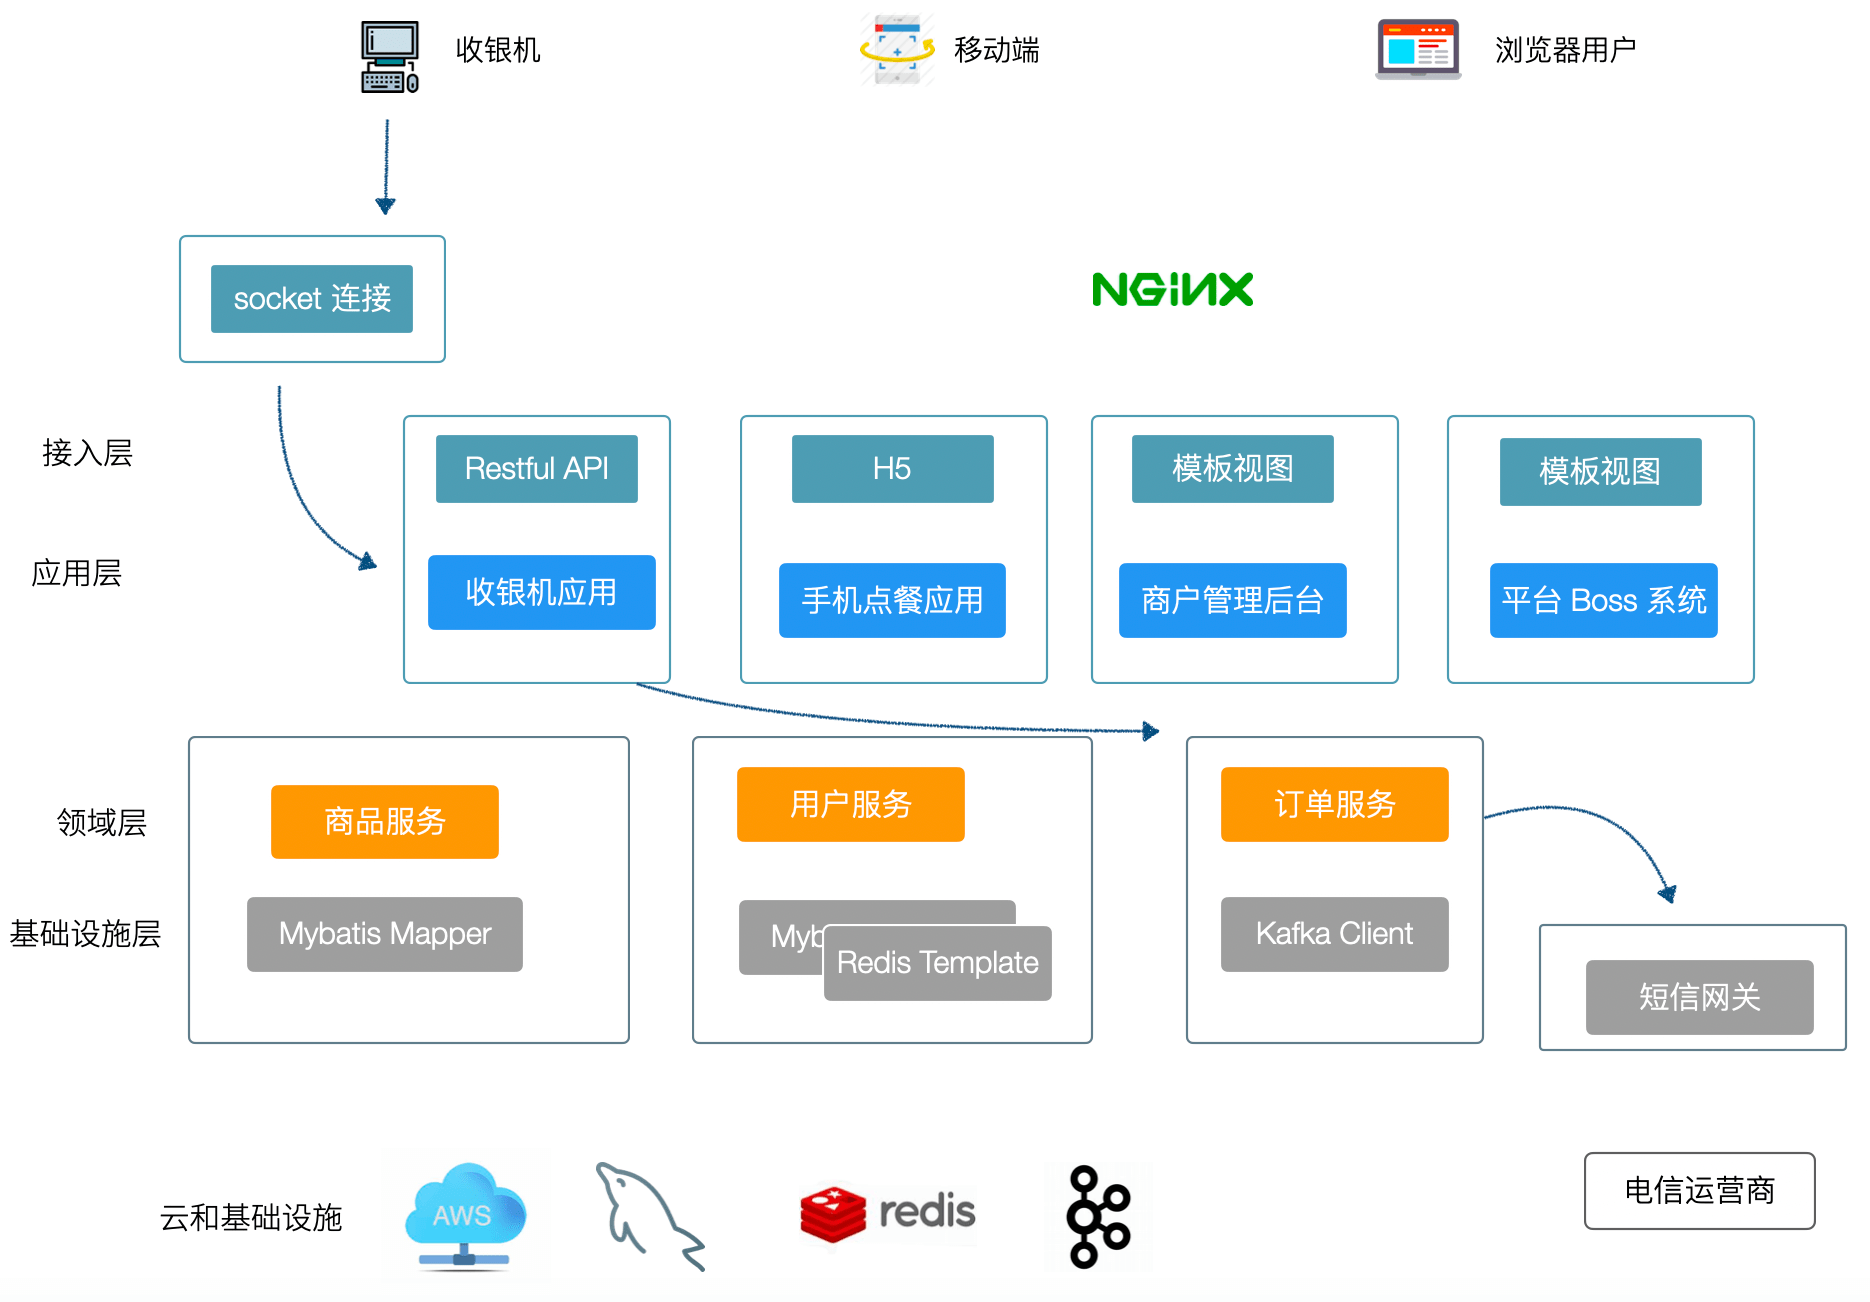 收银机
移动端
浏览器用户
socket 连接
NGINX
接入层
Restful API
H5
模板视图
模板视图
应用层
收银机应用
手机点餐应用
商户管理后台
平台 Boss 系统
领域层
商品服务
用户服务
订单服务
基础设施层
Mybatis Mapper
Myb
Redis Template
Kafka Client
短信网关
云和基础设施
AWS
redis
电信运营商